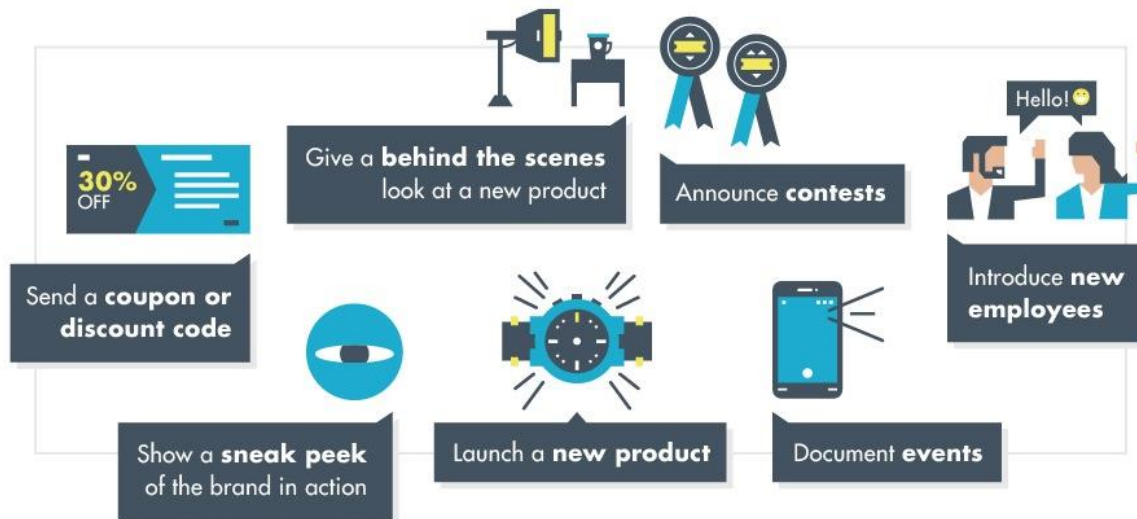 30%
OFF
Send a coupon or
discount code
Give a behind the scenes
look at a new product
Announce contests
Hello!
Introduce new
employees
Show a sneak peek
of the brand in action
Launch a new product
Document events